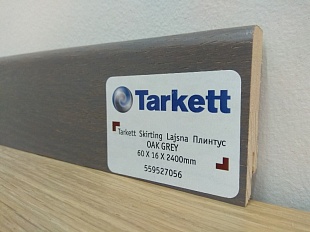 Tarkett
Tarkett Skirting Lajsna Плинтус
OAK GREY
60 X 16 X 2400mm
559527056